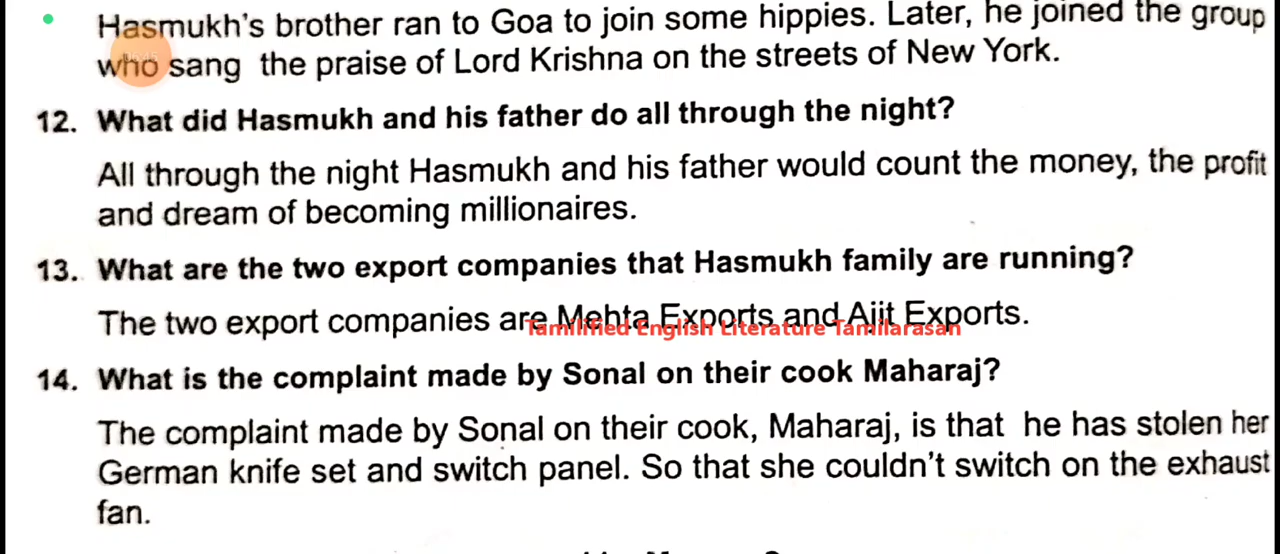 Hasmukh's brother ran to Goa to join some hippies. Later, he joined the group
who sang the praise of Lord Krishna on the streets of New York.
12. What did Hasmukh and his father do all through the night?
All through the night Hasmukh and his father would count the money, the profit
and dream of becoming millionaires.
13. What are the two export companies that Hasmukh family are running?
The two export companies are Mehta Exports and Ajit Exports.
Tamilified English Literature Tamilarasan
14. What is the complaint made by Sonal on their cook Maharaj?
The complaint made by Sonal on their cook, Maharaj, is that he has stolen her
German knife set and switch panel. So that she couldn't switch on the exhaust
fan.